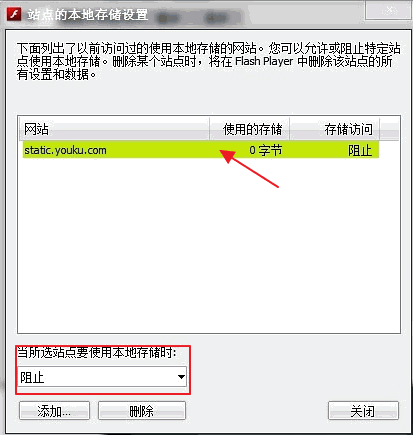 站点的本地存储设置
下面列出了以前访问过的使用本地存储的网站。您可以允许或阻止特定站
点使用本地存储。删除某个站点时，将在 Flash Player 中删除该站点的所
有设置和数据。
网站 使用的存储 存储访问
static.youku.com 0 字节 阻止
当所选站点要使用本地存储时:
阻止
添加... 删除 关闭